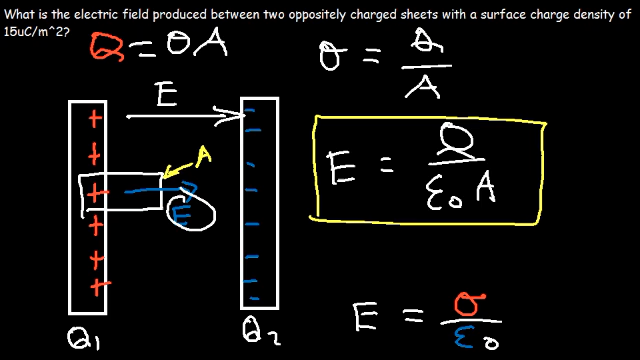 What is the electric field produced between two oppositely charged sheets with a surface charge density of
15uC/m^2?
Q = σA
σ = Q/A
E
A
E = Q/ε₀A
E
Q₁
Q₂
E = σ/ε₀